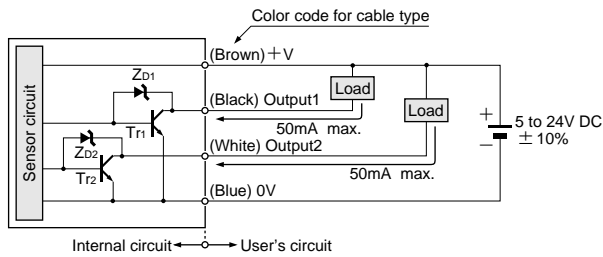 Color code for cable type
(Brown) +V
ZD1
(Black) Output1
Load
Load
Tr1
50mA max.
+
5 to 24V DC
± 10%
−
Sensor circuit
(White) Output2
ZD2
50mA max.
Tr2
(Blue) 0V
Internal circuit
User's circuit